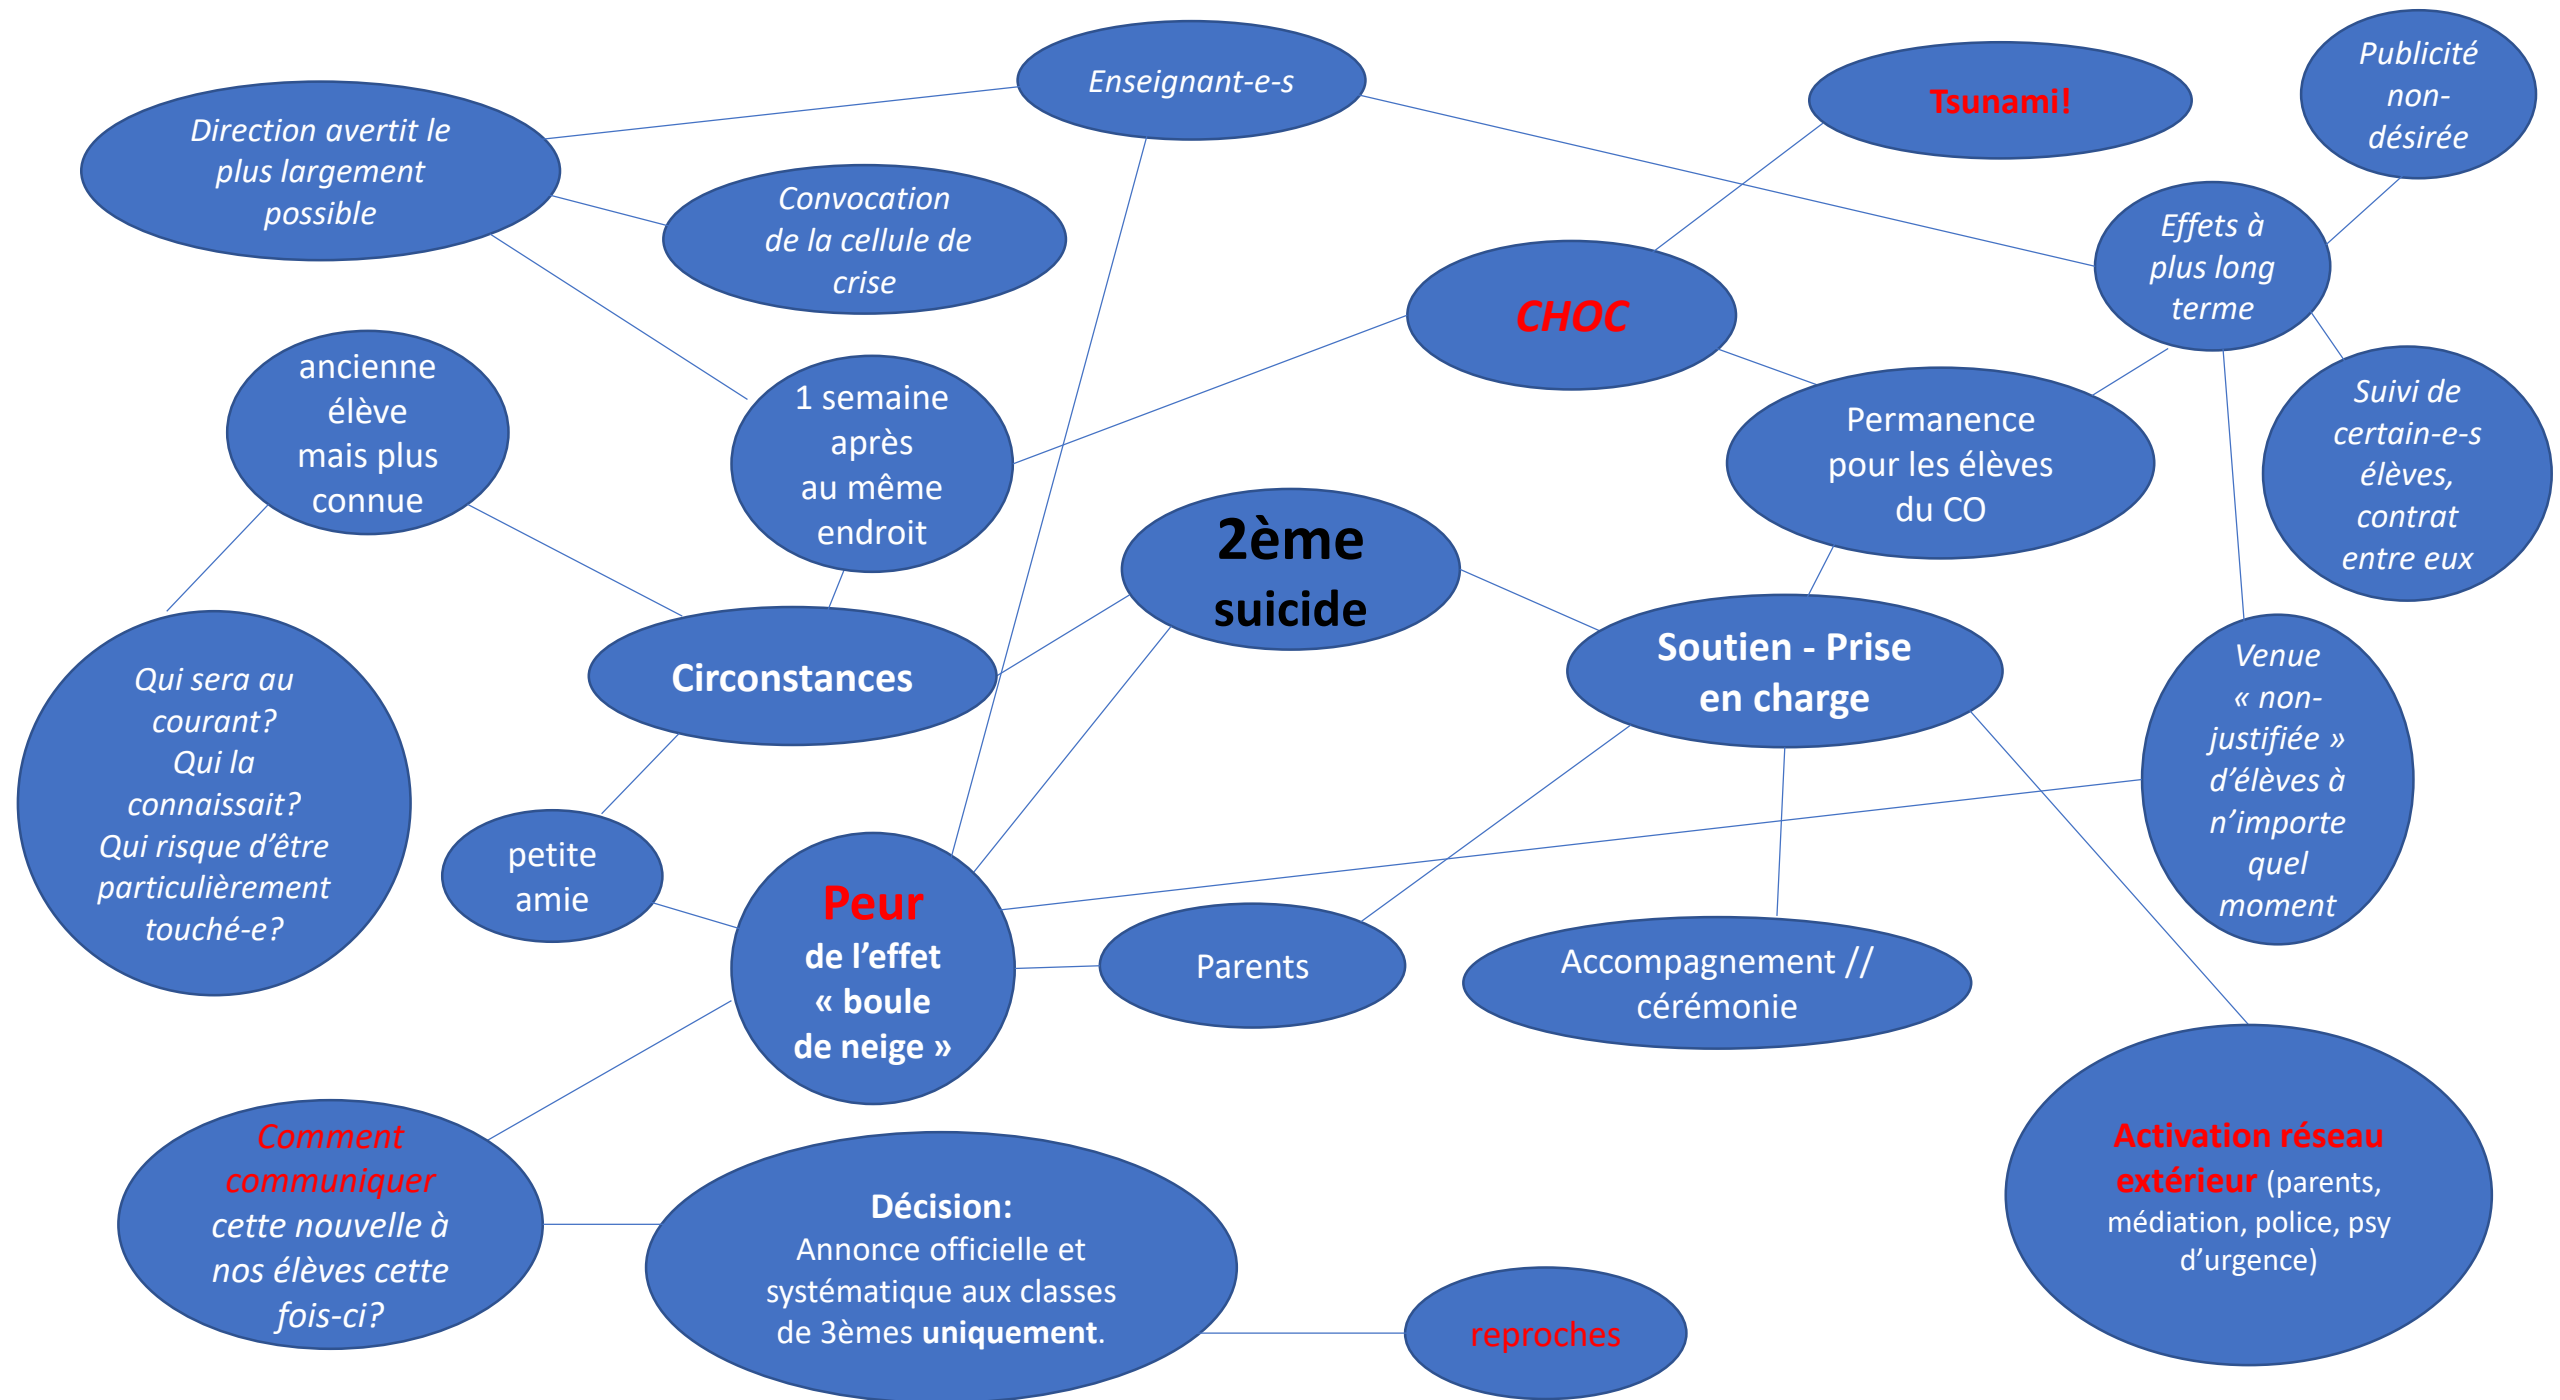 Enseignant-e-s
Publicité
non-
désirée
Tsunami!
Direction avertit le
plus largement
possible
Convocation
de la cellule de
crise
Effets à
plus long
terme
CHOC
ancienne
élève
mais plus
connue
1 semaine
après
au même
endroit
Permanence
pour les élèves
du CO
Suivi de
certain-e-s
élèves,
contrat
entre eux
2ème
suicide
Circonstances
Soutien - Prise
en charge
Qui sera au
courant?
Qui la
connaissait?
Qui risque d’être
particulièrement
touché-e?
Venue
« non-
justifiée »
d’élèves à
n’importe
quel
moment
petite
amie
Peur
de l’effet
« boule
de neige »
Parents
Accompagnement //
cérémonie
Comment
communiquer
cette nouvelle à
nos élèves cette
fois-ci?
Décision:
Annonce officielle et
systématique aux classes
de 3èmes uniquement.
reproches
Activation réseau
extérieur (parents,
médiation, police, psy
d’urgence)